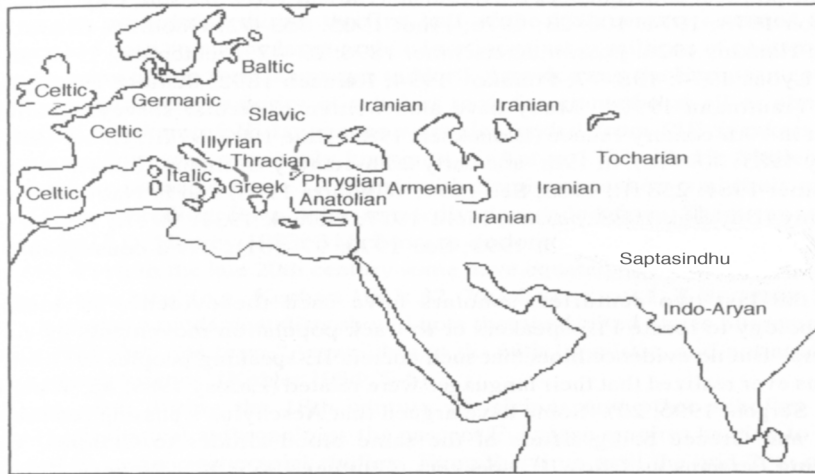 Baltic
Celtic
Germanic
Slavic
Iranian
Iranian
Celtic
Illyrian
Thracian
Tocharian
Celtic
Italic
Greek
Phrygian
Armenian
Iranian
Anatolian
Iranian
Saptasindhu
Indo-Aryan